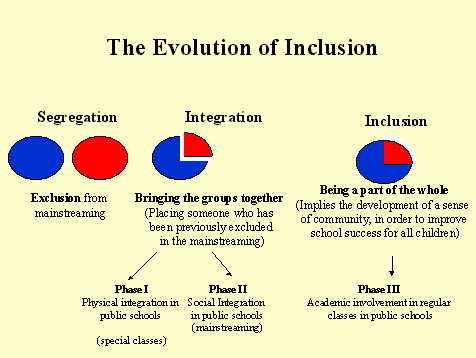 The Evolution of Inclusion
Segregation
Exclusion from
mainstreaming
Integration
Bringing the groups together
(Placing someone who has
been previously excluded
in the mainstreaming)
Phase I
Physical integration in
public schools
(special classes)
Phase II
Social Integration
in public schools
(mainstreaming)
Inclusion
Being a part of the whole
(Implies the development of a sense
of community, in order to improve
school success for all children)
Phase III
Academic involvement in regular
classes in public schools